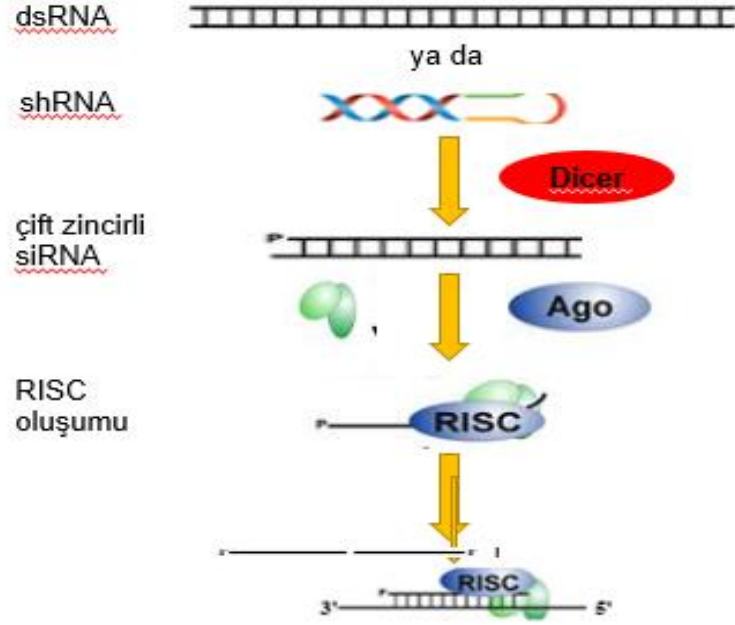 dsRNA
ya da
shRNA
Dicer
çift zincirli
siRNA
P
Ago
RISC
oluşumu
P
RISC
RISC
P
3'
5'